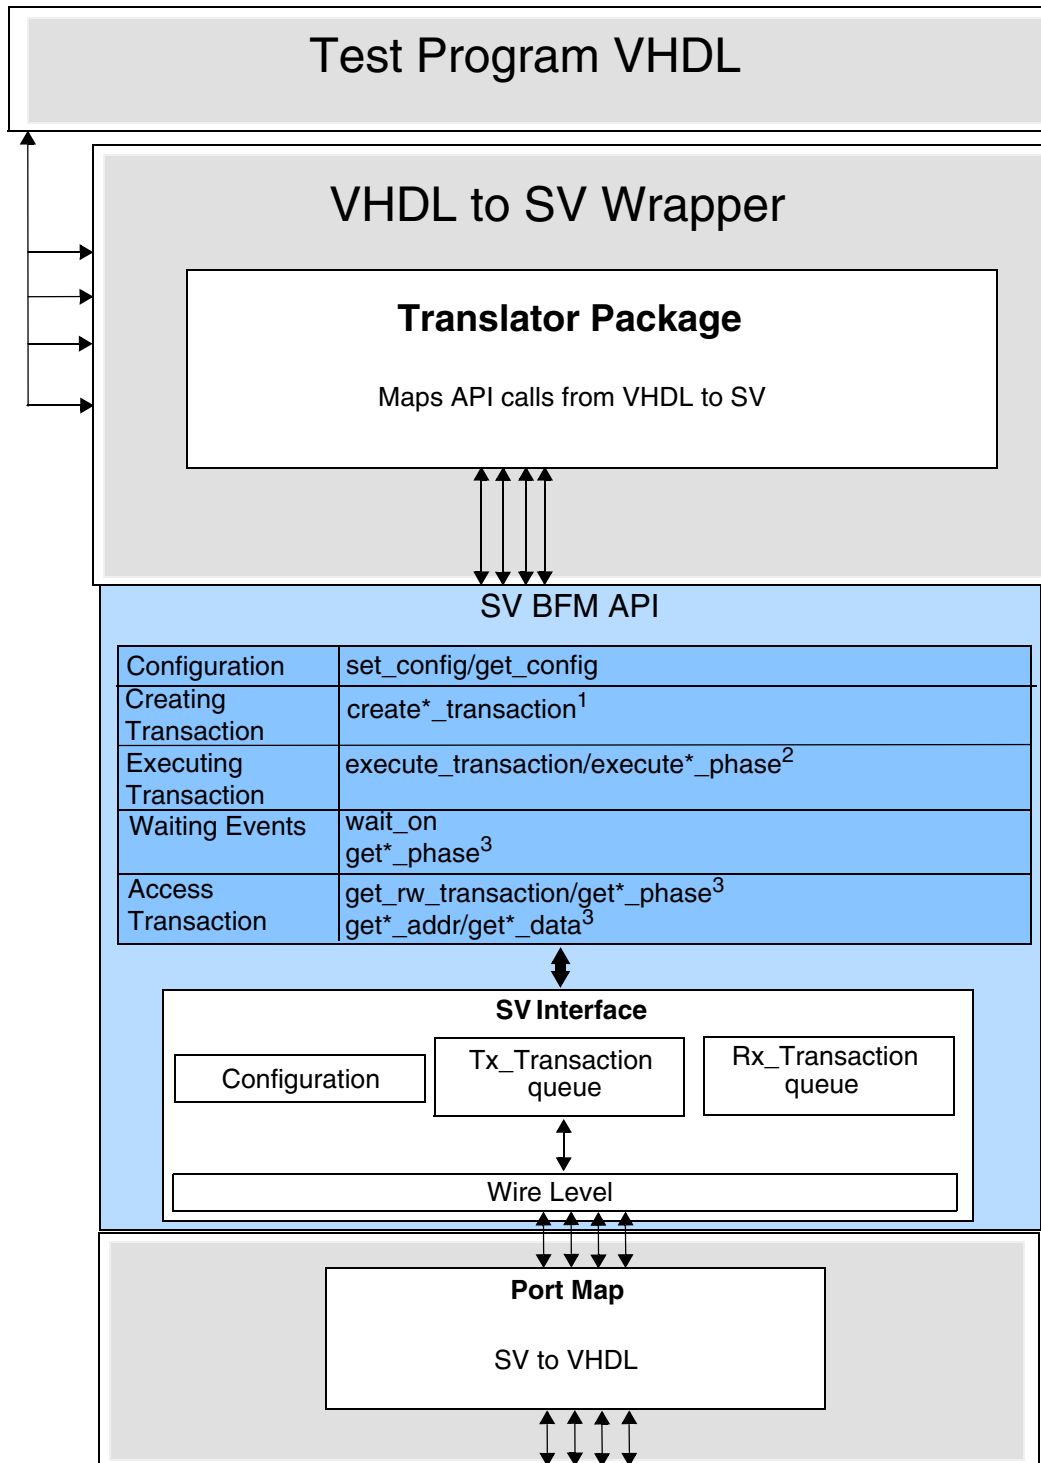 Test Program VHDL
VHDL to SV Wrapper
Translator Package
Maps API calls from VHDL to SV
SV BFM API
Configuration
set_config/get_config
Creating
Transaction
create*_transaction1
Executing
Transaction
execute_transaction/execute*_phase2
Waiting Events
wait_on
get*_phase3
Access
Transaction
get_rw_transaction/get*_phase3
get*_addr/get*_data3
SV Interface
Configuration
Tx_Transaction
queue
Rx_Transaction
queue
Wire Level
Port Map
SV to VHDL